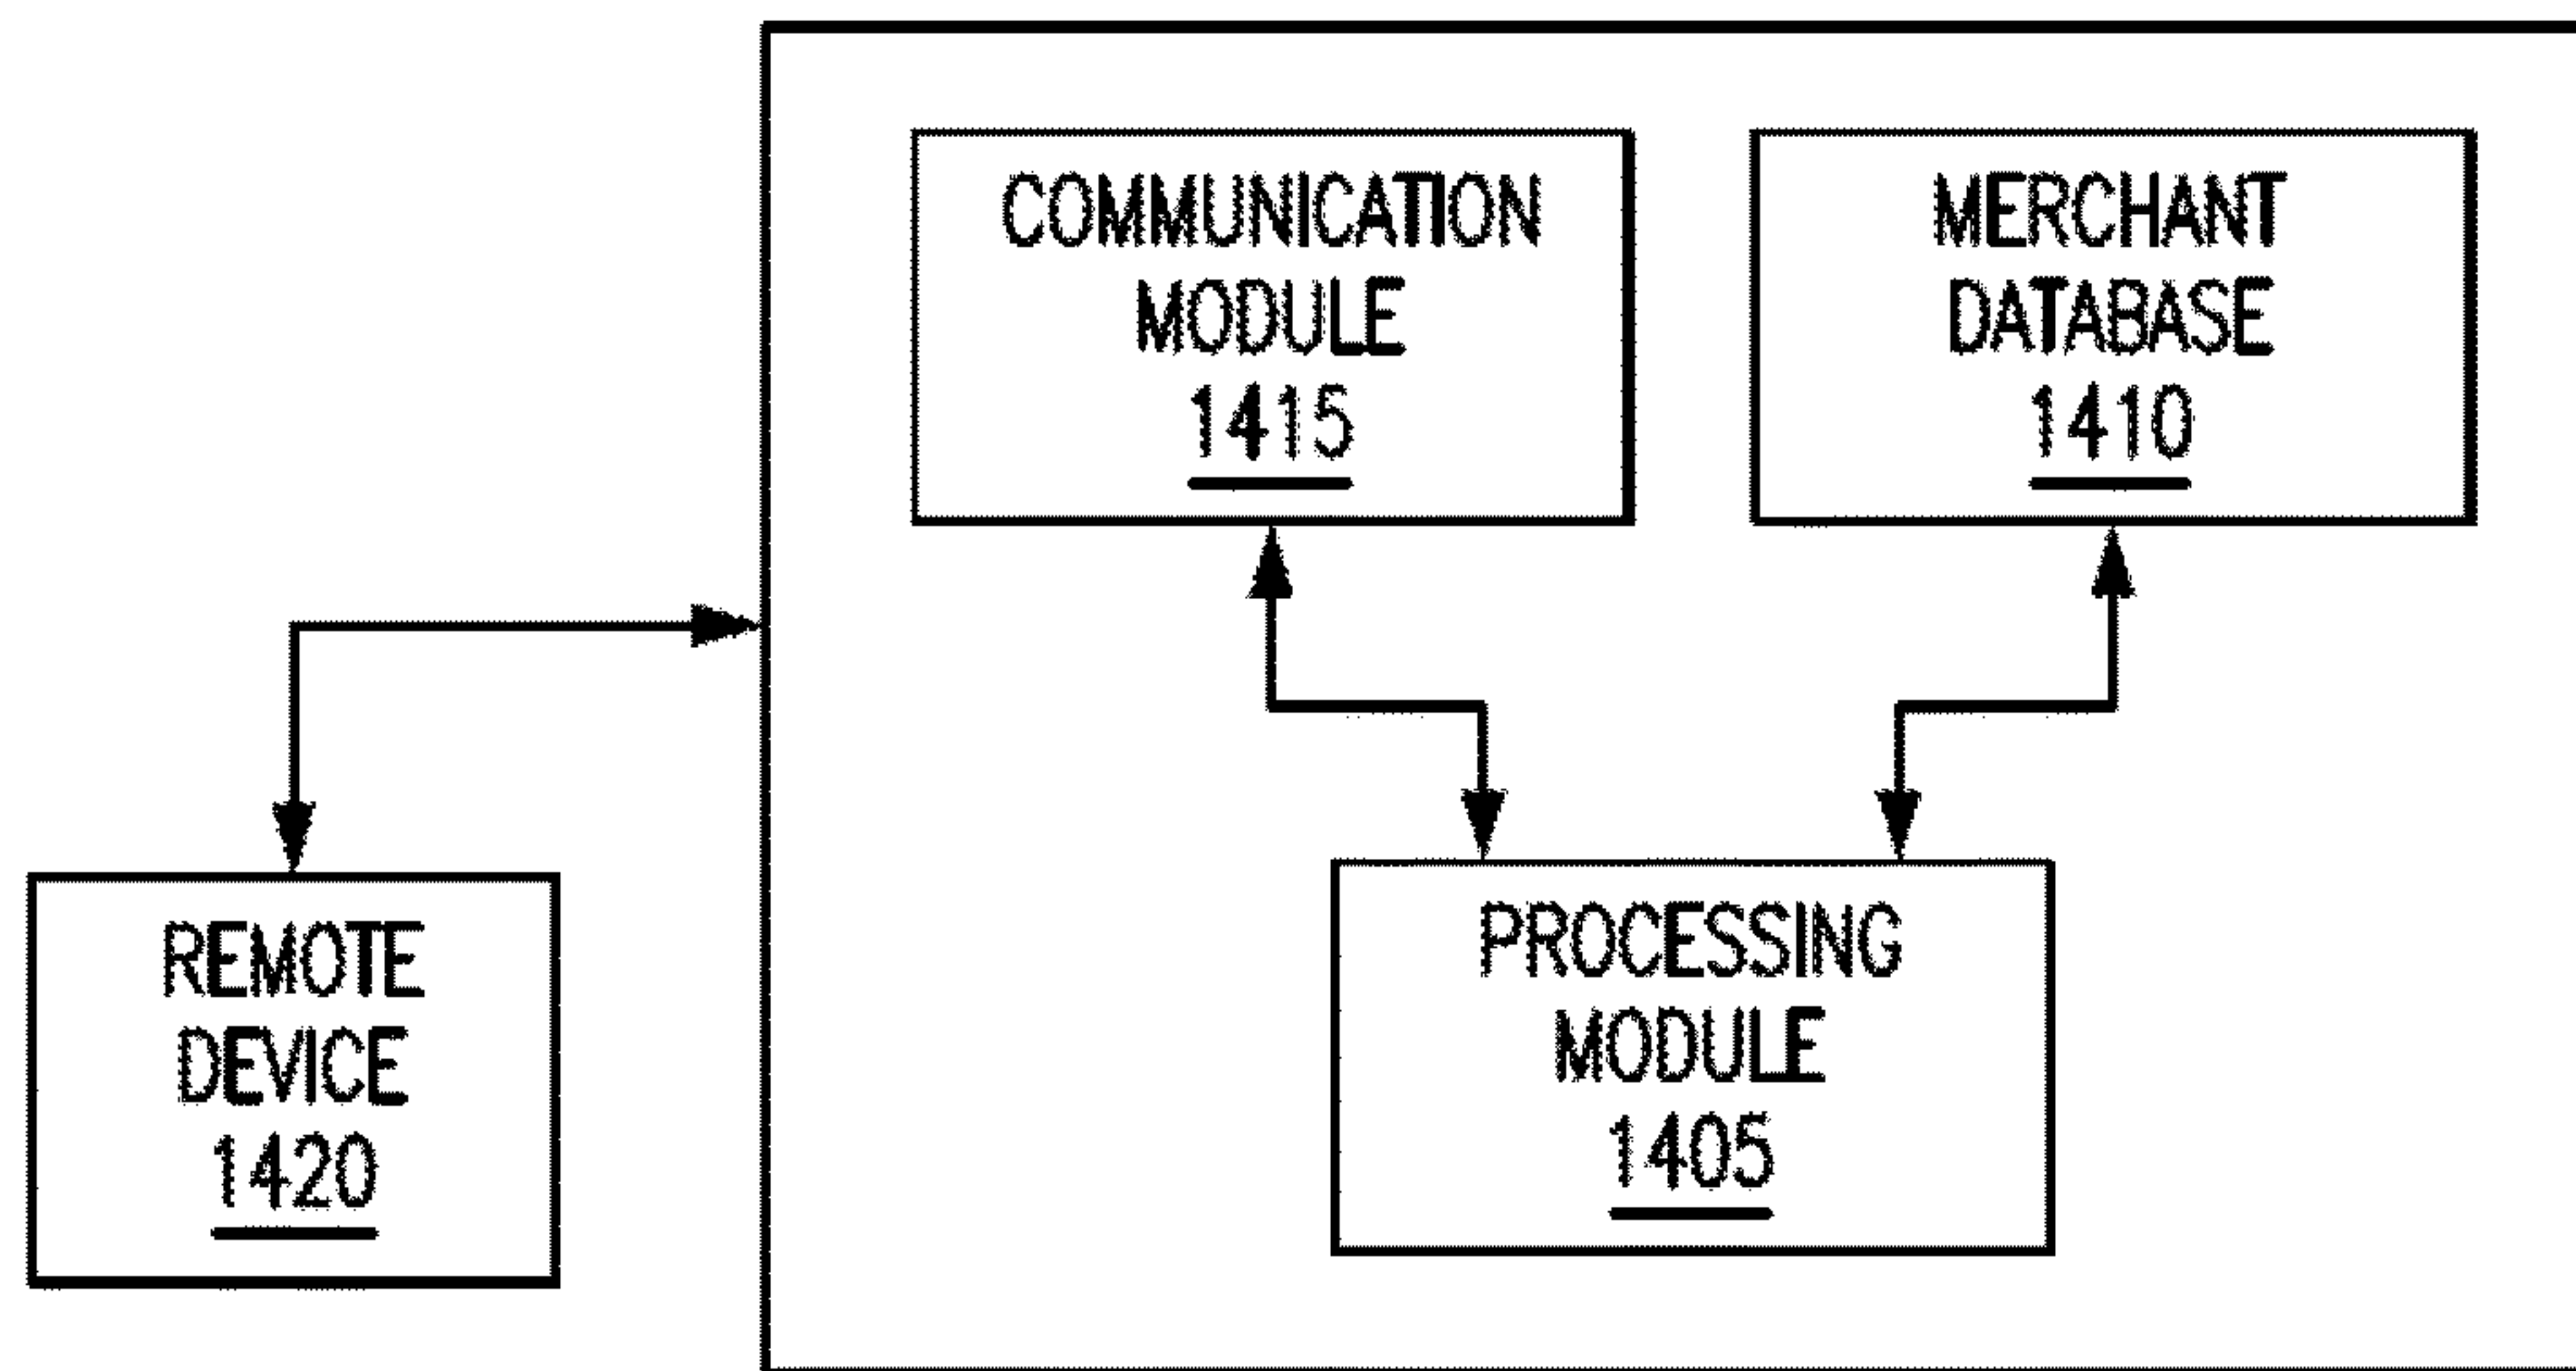 COMMUNICATION
MODULE
1415
MERCHANT
DATABASE
1410
REMOTE
DEVICE
1420
PROCESSING
MODULE
1405